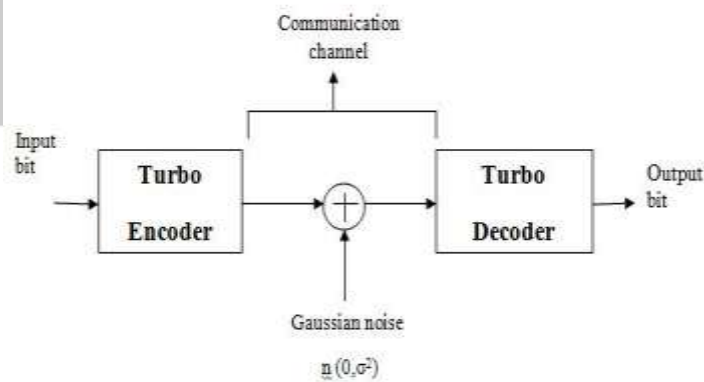 Communication
channel
Input
bit
Turbo
Encoder
Turbo
Decoder
Output
bit
Gaussian noise
n (0,σ²)